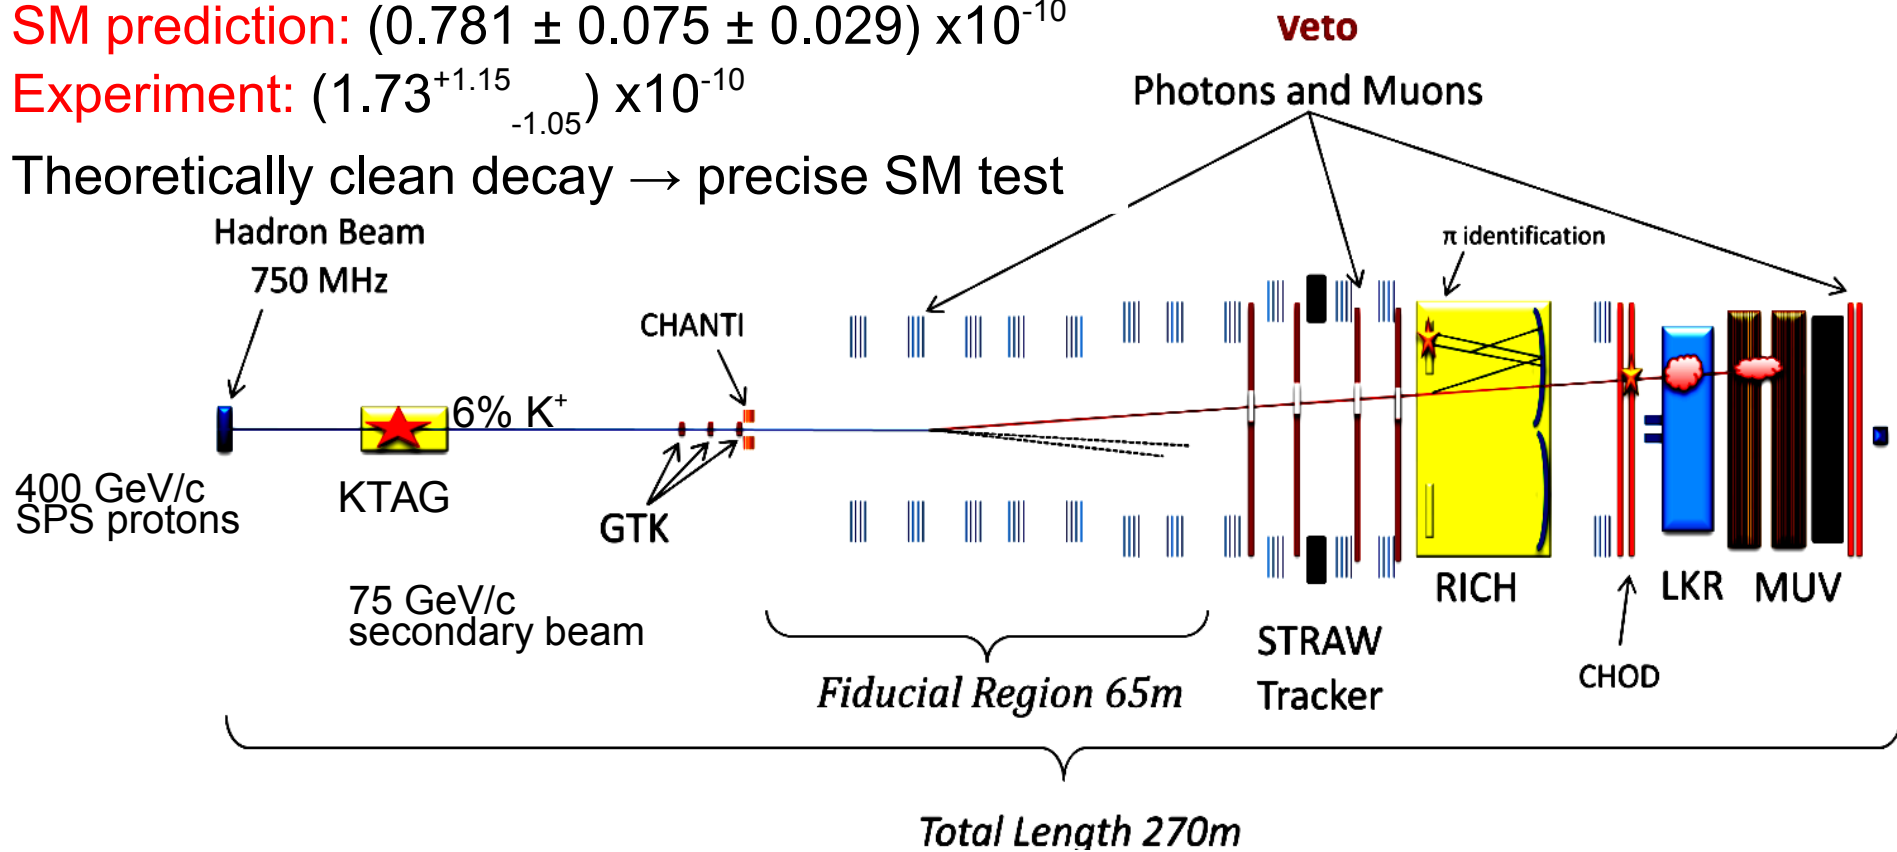 SM prediction: (0.781 ± 0.075 ± 0.029) x10^-10
Experiment: (1.73^+1.15 _-1.05) x10^-10
Theoretically clean decay → precise SM test
Veto
Photons and Muons
Hadron Beam
750 MHz
π identification
CHANTI
6% K^+
400 GeV/c
SPS protons
KTAG
GTK
75 GeV/c
secondary beam
RICH
LKR
MUV
STRAW
Tracker
CHOD
Fiducial Region 65m
Total Length 270m